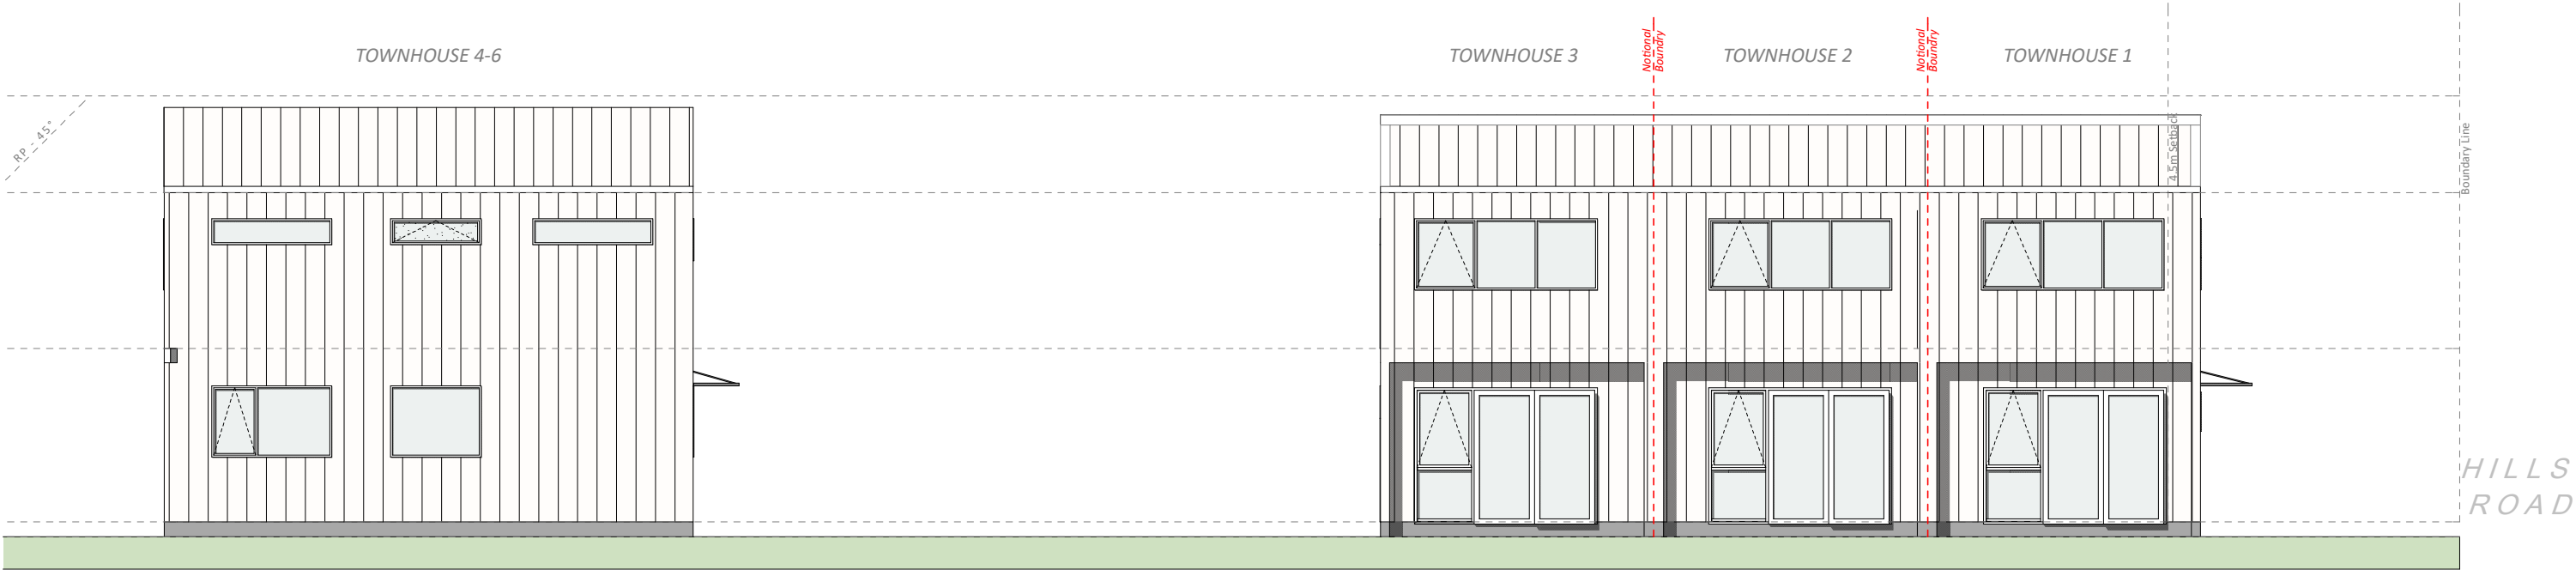 TOWNHOUSE 4-6
TOWNHOUSE 3
Notional
Boundry
TOWNHOUSE 2
Notional
Boundry
TOWNHOUSE 1
RP - 45°
4.5m Setback
Boundary Line
HILLS
ROAD